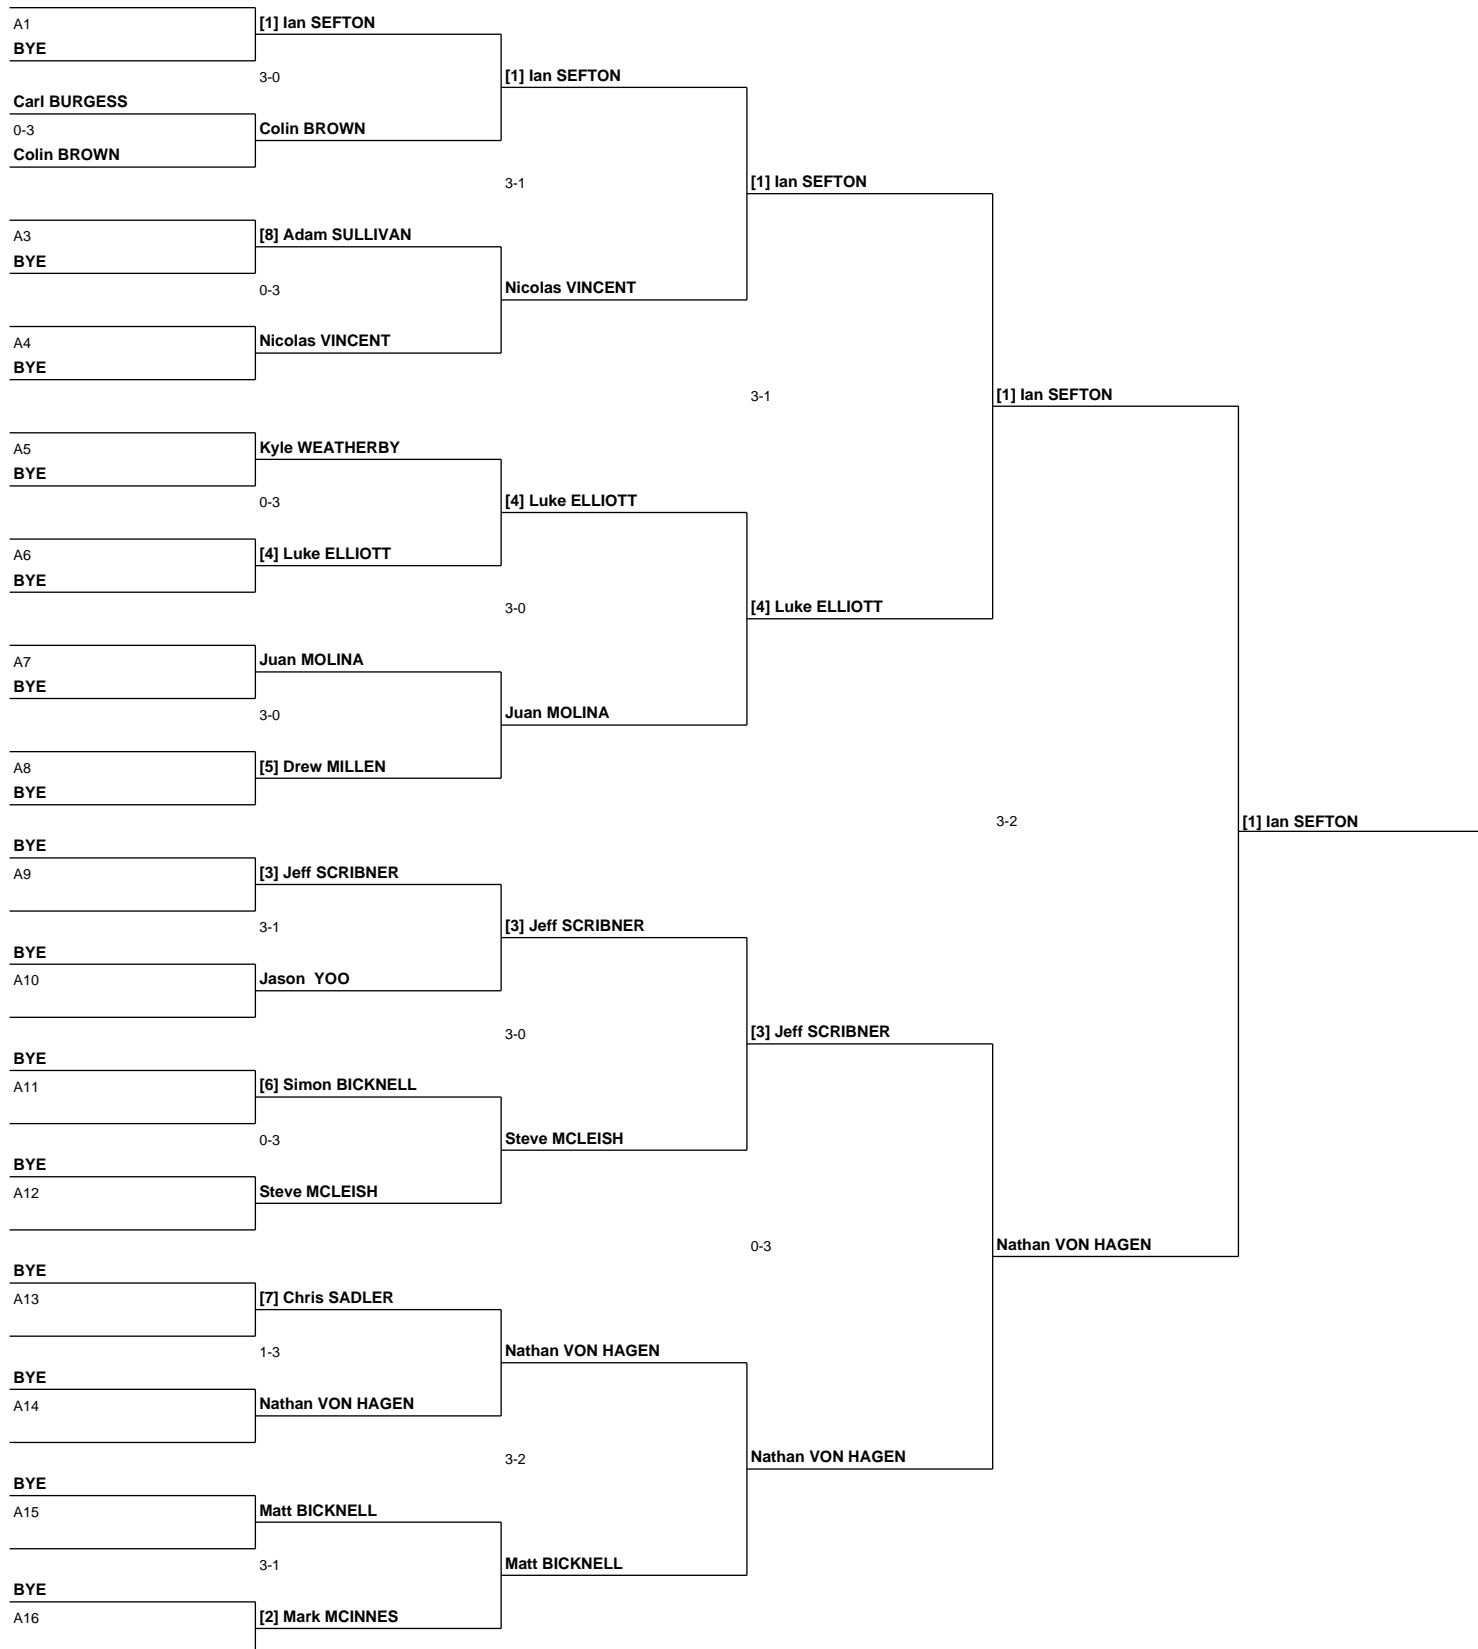 A1
BYE
[1] Ian SEFTON
3-0
Carl BURGESS
0-3
Colin BROWN
Colin BROWN
[1] Ian SEFTON
3-1
A3
BYE
[8] Adam SULLIVAN
0-3
A4
BYE
Nicolas VINCENT
Nicolas VINCENT
[1] Ian SEFTON
3-1
A5
BYE
Kyle WEATHERBY
0-3
A6
BYE
[4] Luke ELLIOTT
[4] Luke ELLIOTT
3-0
A7
BYE
Juan MOLINA
3-0
A8
BYE
[5] Drew MILLEN
Juan MOLINA
[4] Luke ELLIOTT
[1] Ian SEFTON
3-2
BYE
A9
[3] Jeff SCRIBNER
3-1
BYE
A10
Jason  YOO
[3] Jeff SCRIBNER
3-0
BYE
A11
[6] Simon BICKNELL
0-3
BYE
A12
Steve MCLEISH
Steve MCLEISH
[3] Jeff SCRIBNER
0-3
BYE
A13
[7] Chris SADLER
1-3
BYE
A14
Nathan VON HAGEN
Nathan VON HAGEN
3-2
BYE
A15
Matt BICKNELL
3-1
BYE
A16
[2] Mark MCINNES
Matt BICKNELL
Nathan VON HAGEN
Nathan VON HAGEN
[1] Ian SEFTON